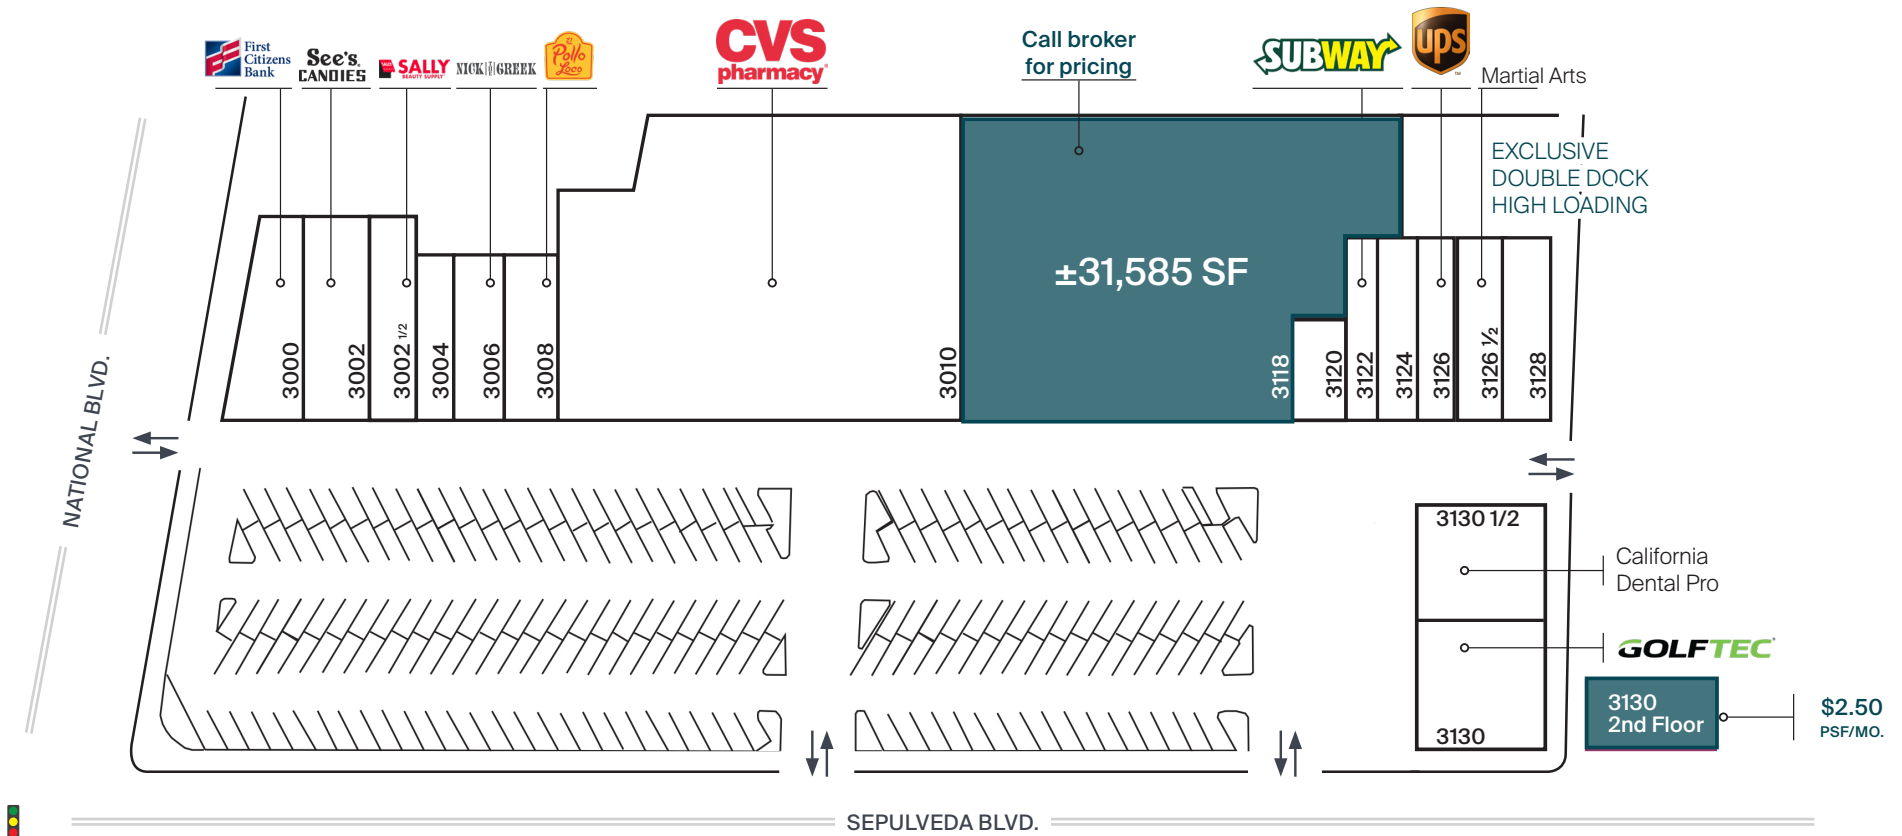 First
Citizens
Bank
See's
CANDIES
SALLY
BEAUTY SUPPLY
NICK THE GREEK
El
Pollo
Loco
CVS
pharmacy
Call broker
for pricing
SUBWAY
ups
Martial Arts
EXCLUSIVE
DOUBLE DOCK
HIGH LOADING
±31,585 SF
3000
3002
3002 1/2
3004
3006
3008
3010
3118
3120
3122
3124
3126
3126 ½
3128
NATIONAL BLVD.
3130 1/2
California
Dental Pro
GOLFTEC
3130
3130
2nd Floor
$2.50
PSF/MO.
SEPULVEDA BLVD.